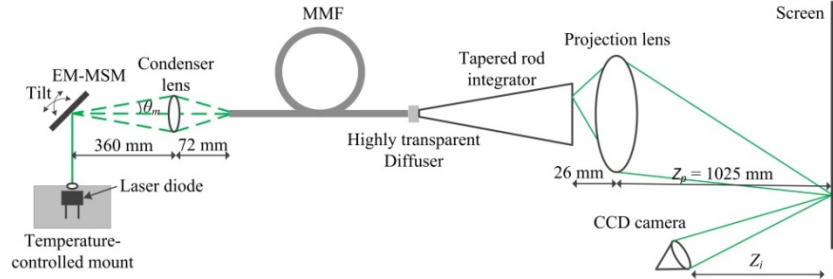 MMF
Screen
Projection lens
Tapered rod
integrator
Condenser
lens
EM-MSM
Tilt
θm
Highly transparent
Diffuser
360 mm
72 mm
26 mm
Zp = 1025 mm
Laser diode
CCD camera
Zi
Temperature-
controlled mount